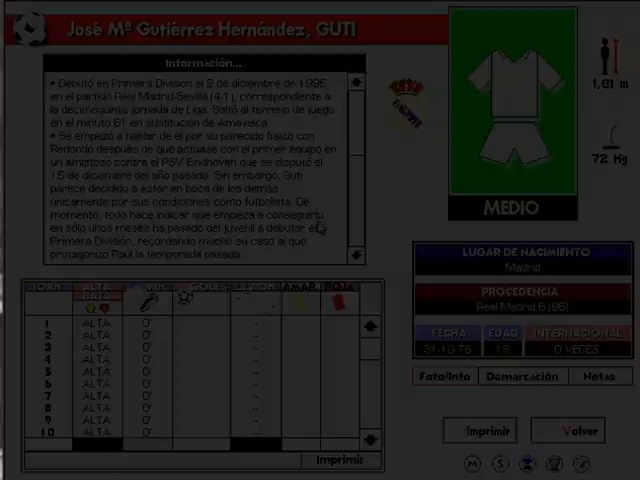 José Mª Gutiérrez Hernández, GUTI
Información...
• Debutó en Primera División el 2 de diciembre de 1.995
en el partido Real Madrid-Sevilla (4-1), correspondiente a
la decimoquinta jornada de Liga. Saltó al terreno de juego
en el minuto 61 en sustitución de Amavisca.
• Se empezó a hablar de él por su parecido físico con
Redondo después de que actuase con el primer equipo en
un amistoso contra el PSV Eindhoven que se disputó el
15 de diciembre del año pasado. Sin embargo, Guti
parece decidido a estar en boca de los demás
únicamente por sus condiciones como futbolista. De
momento, todo hace indicar que empieza a conseguirlo:
en sólo unos meses ha pasado del juvenil a debutar en
Primera División, recordando mucho su caso al que
protagonizó Raúl la temporada pasada.
1,81 m
72 Kg
MEDIO
LUGAR DE NACIMIENTO
Madrid
PROCEDENCIA
Real Madrid B (95)
FECHA EDAD INTERNACIONAL
31-10-76 19 0 VECES
Foto/Info Demarcación Notas
Imprimir Volver
M S
JORN ALTA MIN GOLES LESION AMAR ROJA
BAJA
1 ALTA 0' --
2 ALTA 0' --
3 ALTA 0' --
4 ALTA 0' --
5 ALTA 0' --
6 ALTA 0' --
7 ALTA 0' --
8 ALTA 0' --
9 ALTA 0' --
10 ALTA 0' --
Imprimir